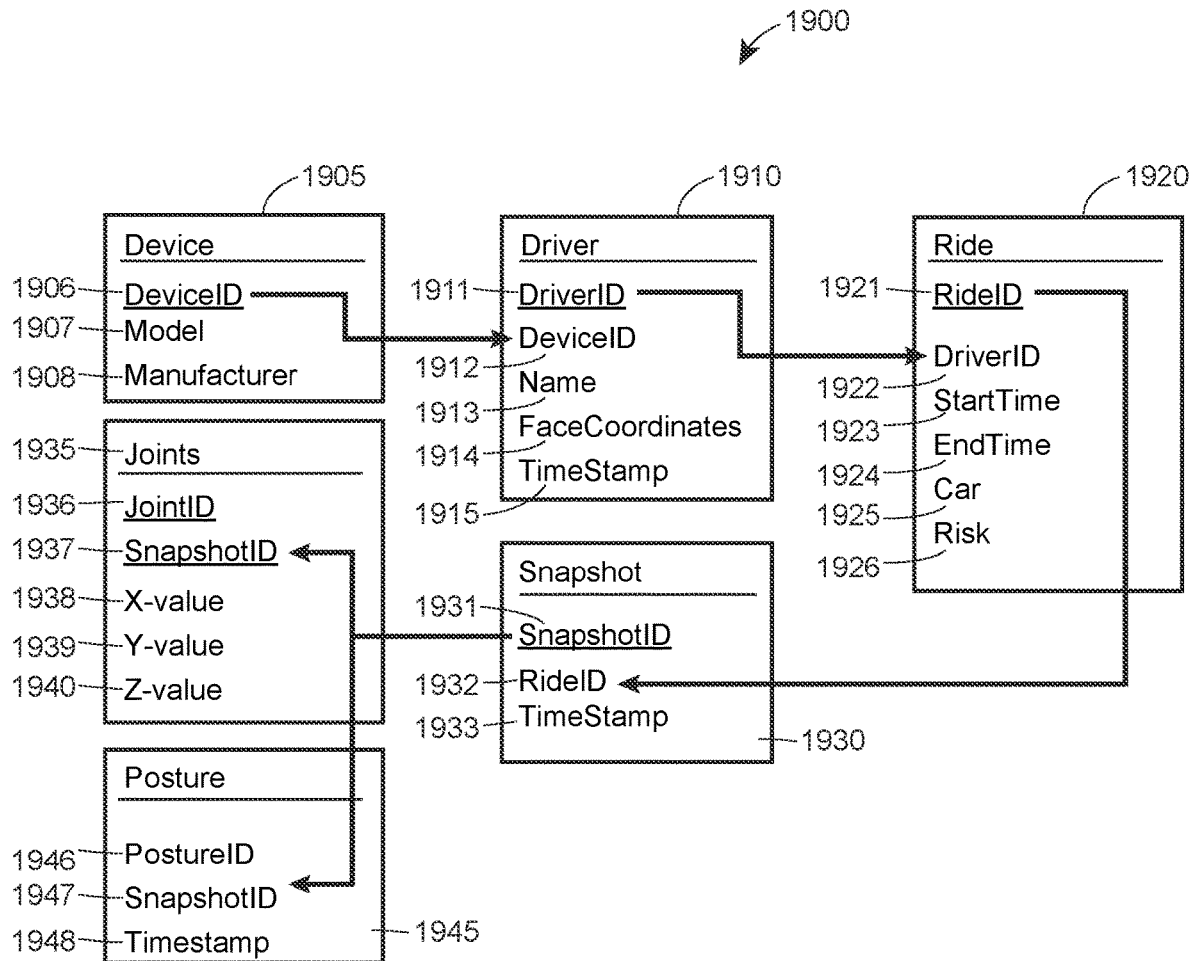 1900
1905
Device
1906 DeviceID
1907 Model
1908 Manufacturer
1910
Driver
1911 DriverID
DeviceID
1912
Name
1913
FaceCoordinates
1914
TimeStamp
1915
1920
Ride
1921 RideID
DriverID
1922
StartTime
1923
EndTime
1924
Car
1925
Risk
1926
1935 Joints
1936 JointID
1937 SnapshotID
1938 X-value
1939 Y-value
1940 Z-value
Snapshot
1931
SnapshotID
1932 RideID
1933 TimeStamp
1930
Posture
1946 PostureID
1947 SnapshotID
1948 Timestamp
1945